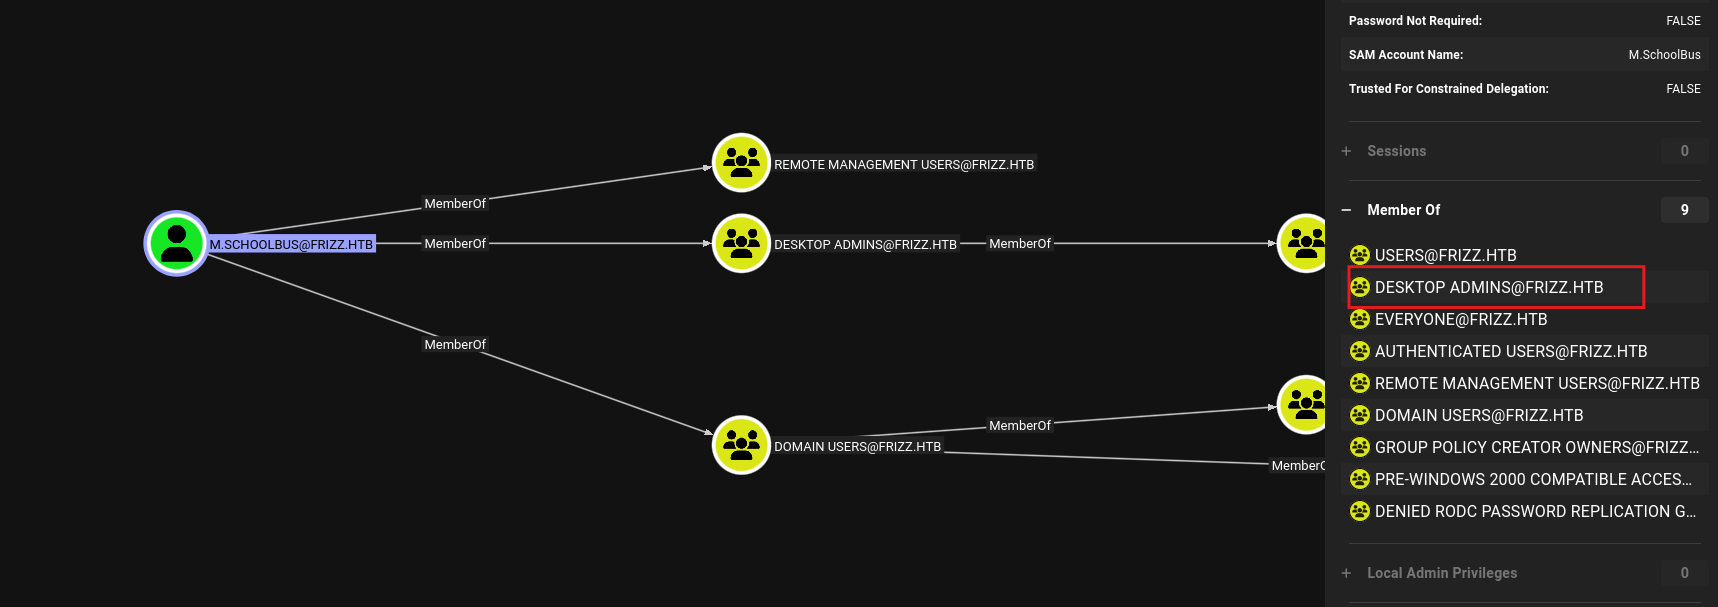 MemberOf
REMOTE MANAGEMENT USERS@FRIZZ.HTB
M.SCHOOLBUS@FRIZZ.HTB
MemberOf
DESKTOP ADMINS@FRIZZ.HTB
MemberOf
MemberOf
DOMAIN USERS@FRIZZ.HTB
MemberOf
Member
Password Not Required: FALSE
SAM Account Name: M.SchoolBus
Trusted For Constrained Delegation: FALSE
+ Sessions 0
− Member Of 9
USERS@FRIZZ.HTB
DESKTOP ADMINS@FRIZZ.HTB
EVERYONE@FRIZZ.HTB
AUTHENTICATED USERS@FRIZZ.HTB
REMOTE MANAGEMENT USERS@FRIZZ.HTB
DOMAIN USERS@FRIZZ.HTB
GROUP POLICY CREATOR OWNERS@FRIZZ...
PRE-WINDOWS 2000 COMPATIBLE ACCES...
DENIED RODC PASSWORD REPLICATION G...
+ Local Admin Privileges 0